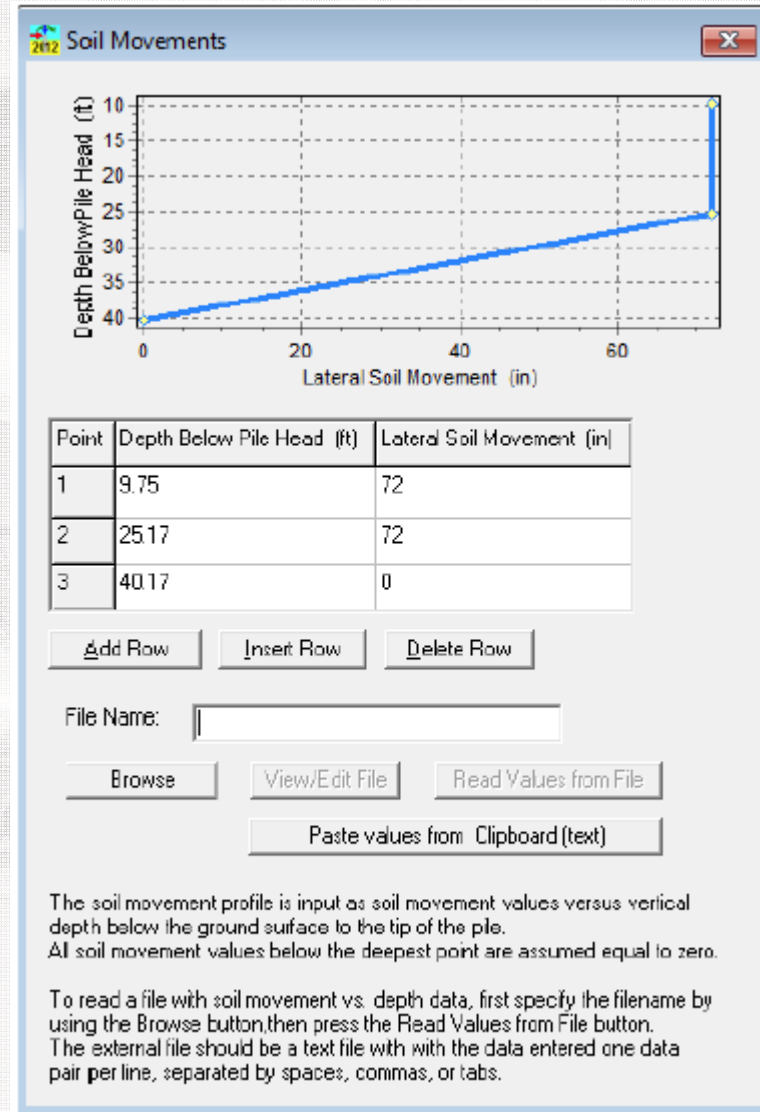 2012 Soil Movements
Depth BelowPile Head (ft)
10
15
20
25
30
35
40
0 20 40 60
Lateral Soil Movement (in)
Point Depth Below Pile Head (ft) Lateral Soil Movement (in)
1 9.75 72
2 25.17 72
3 40.17 0
Add Row Insert Row Delete Row
File Name:
Browse View/Edit File Read Values from File
Paste values from Clipboard (text)
The soil movement profile is input as soil movement values versus vertical
depth below the ground surface to the tip of the pile.
All soil movement values below the deepest point are assumed equal to zero.
To read a file with soil movement vs. depth data, first specify the filename by
using the Browse button,then press the Read Values from File button.
The external file should be a text file with with the data entered one data
pair per line, separated by spaces, commas, or tabs.